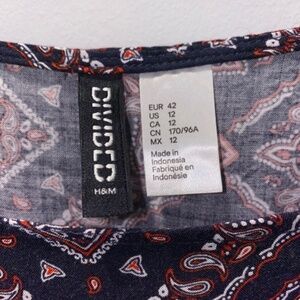 DIVIDED
H&M
EUR 42
US 12
CA 12
CN 170/96A
MX 12
Made in
Indonesia
Fabriqué en
Indonésie